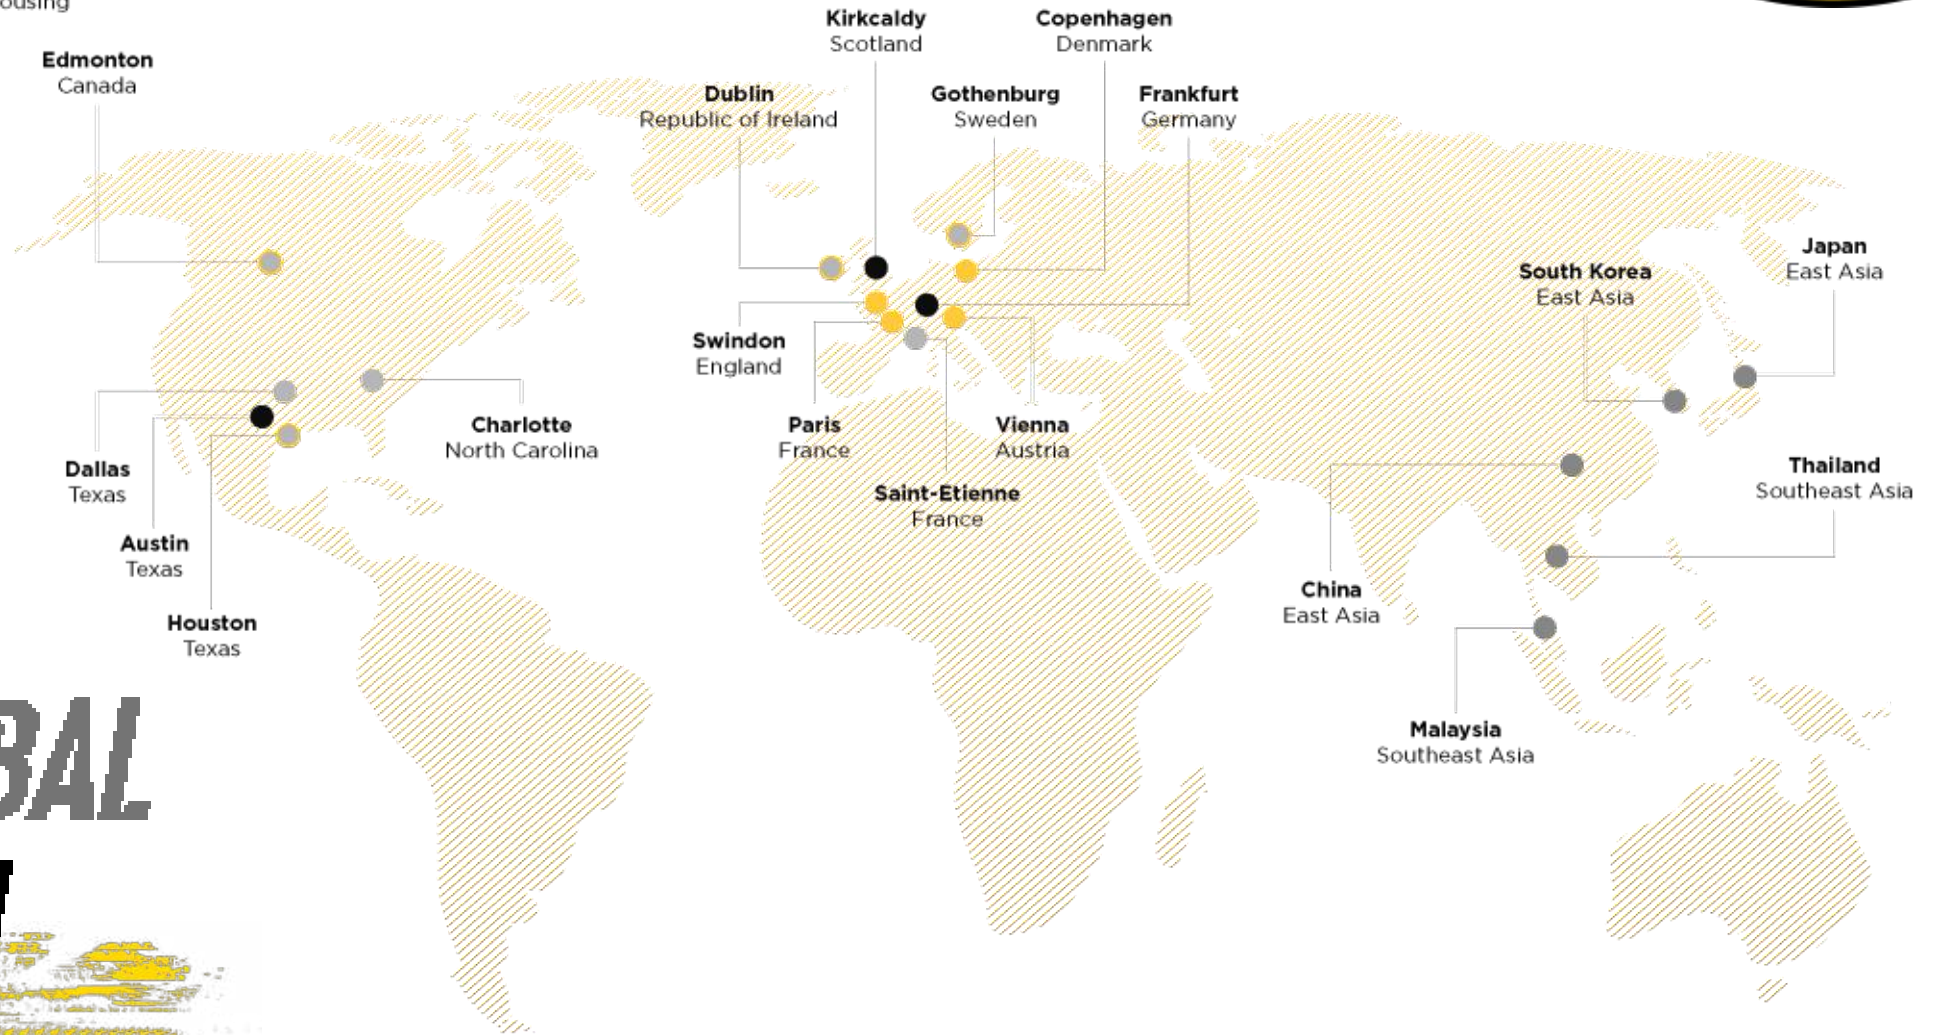 ousing
Kirkcaldy
Scotland
Copenhagen
Denmark
Edmonton
Canada
Dublin
Republic of Ireland
Gothenburg
Sweden
Frankfurt
Germany
Japan
East Asia
South Korea
East Asia
Swindon
England
Charlotte
North Carolina
Paris
France
Vienna
Austria
Dallas
Texas
Thailand
Southeast Asia
Saint-Etienne
France
Austin
Texas
China
East Asia
Houston
Texas
Malaysia
Southeast Asia
BAL